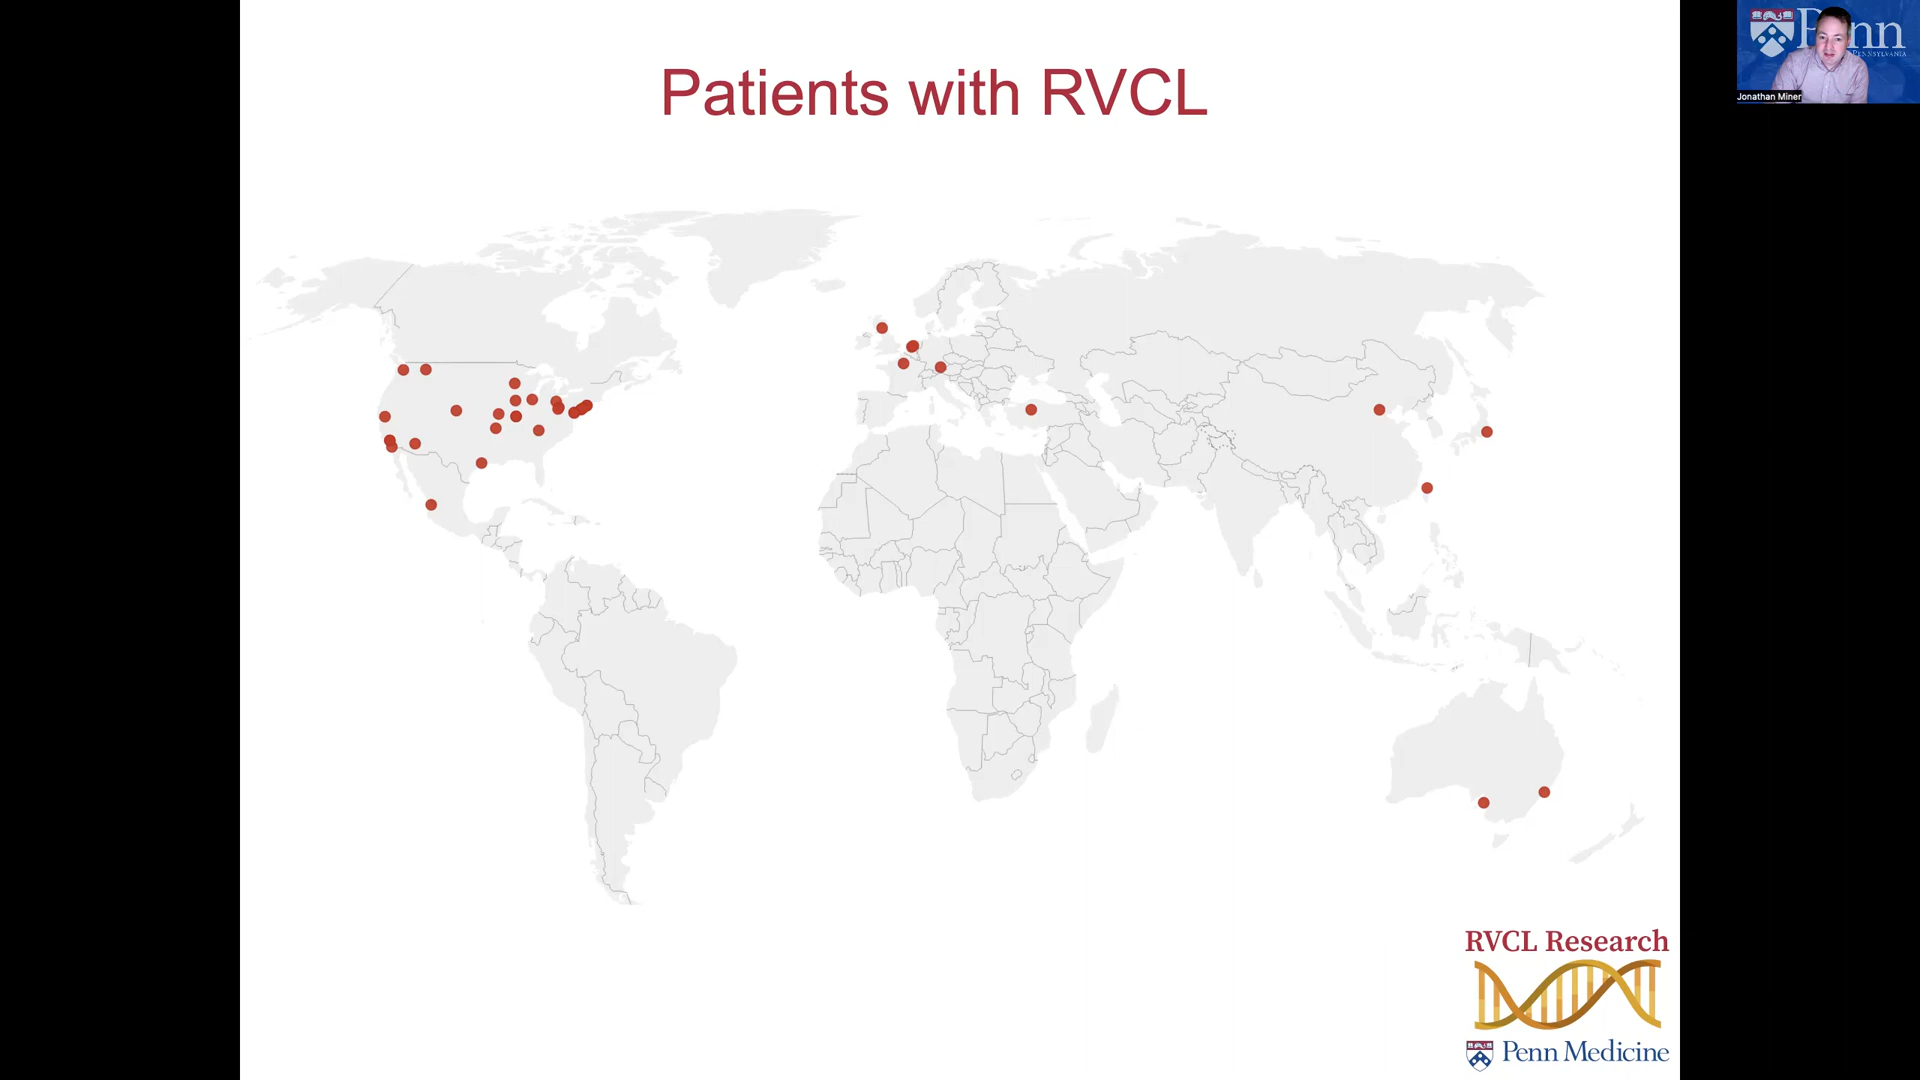 Patients with RVCL
Penn
Jonathan Miner
RVCL Research
Penn Medicine